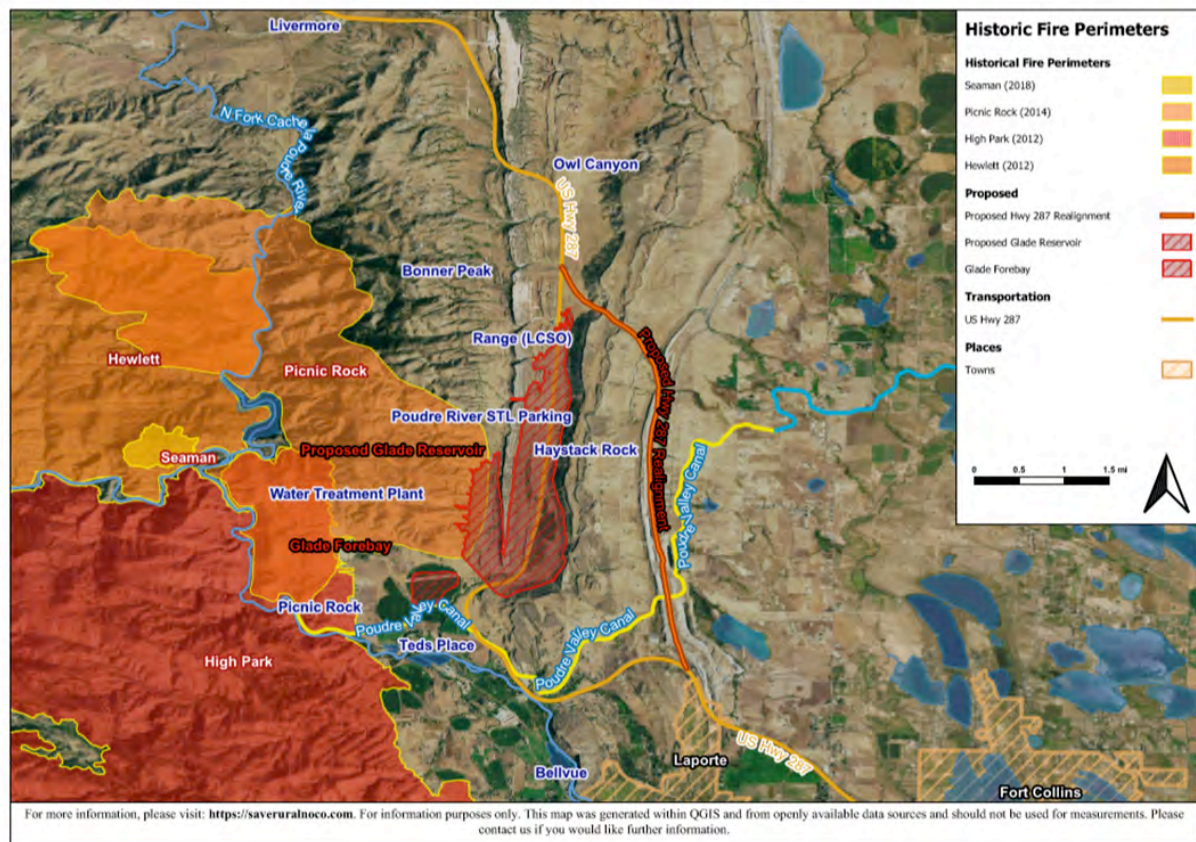 Livermore
N Fork Cache
la Poudre River
Owl Canyon
US Hwy 287
Bonner Peak
Range (LCSO)
Hewlett
Picnic Rock
Proposed Hwy 287 Realignment
Poudre River STL Parking
Proposed Glade Reservoir
Haystack Rock
Seaman
Water Treatment Plant
Poudre Valley Canal
Glade Forebay
Picnic Rock
Poudre Valley Canal
Teds Place
Poudre Valley Canal
High Park
US Hwy 287
Laporte
Bellvue
Fort Collins
Historic Fire Perimeters
Historical Fire Perimeters
Seaman (2018)
Picnic Rock (2014)
High Park (2012)
Hewlett (2012)
Proposed
Proposed Hwy 287 Realignment
Proposed Glade Reservoir
Glade Forebay
Transportation
US Hwy 287
Places
Towns
0 0.5 1 1.5 mi
For more information, please visit: https://saveruralnoco.com. For information purposes only. This map was generated within QGIS and from openly available data sources and should not be used for measurements. Please
contact us if you would like further information.